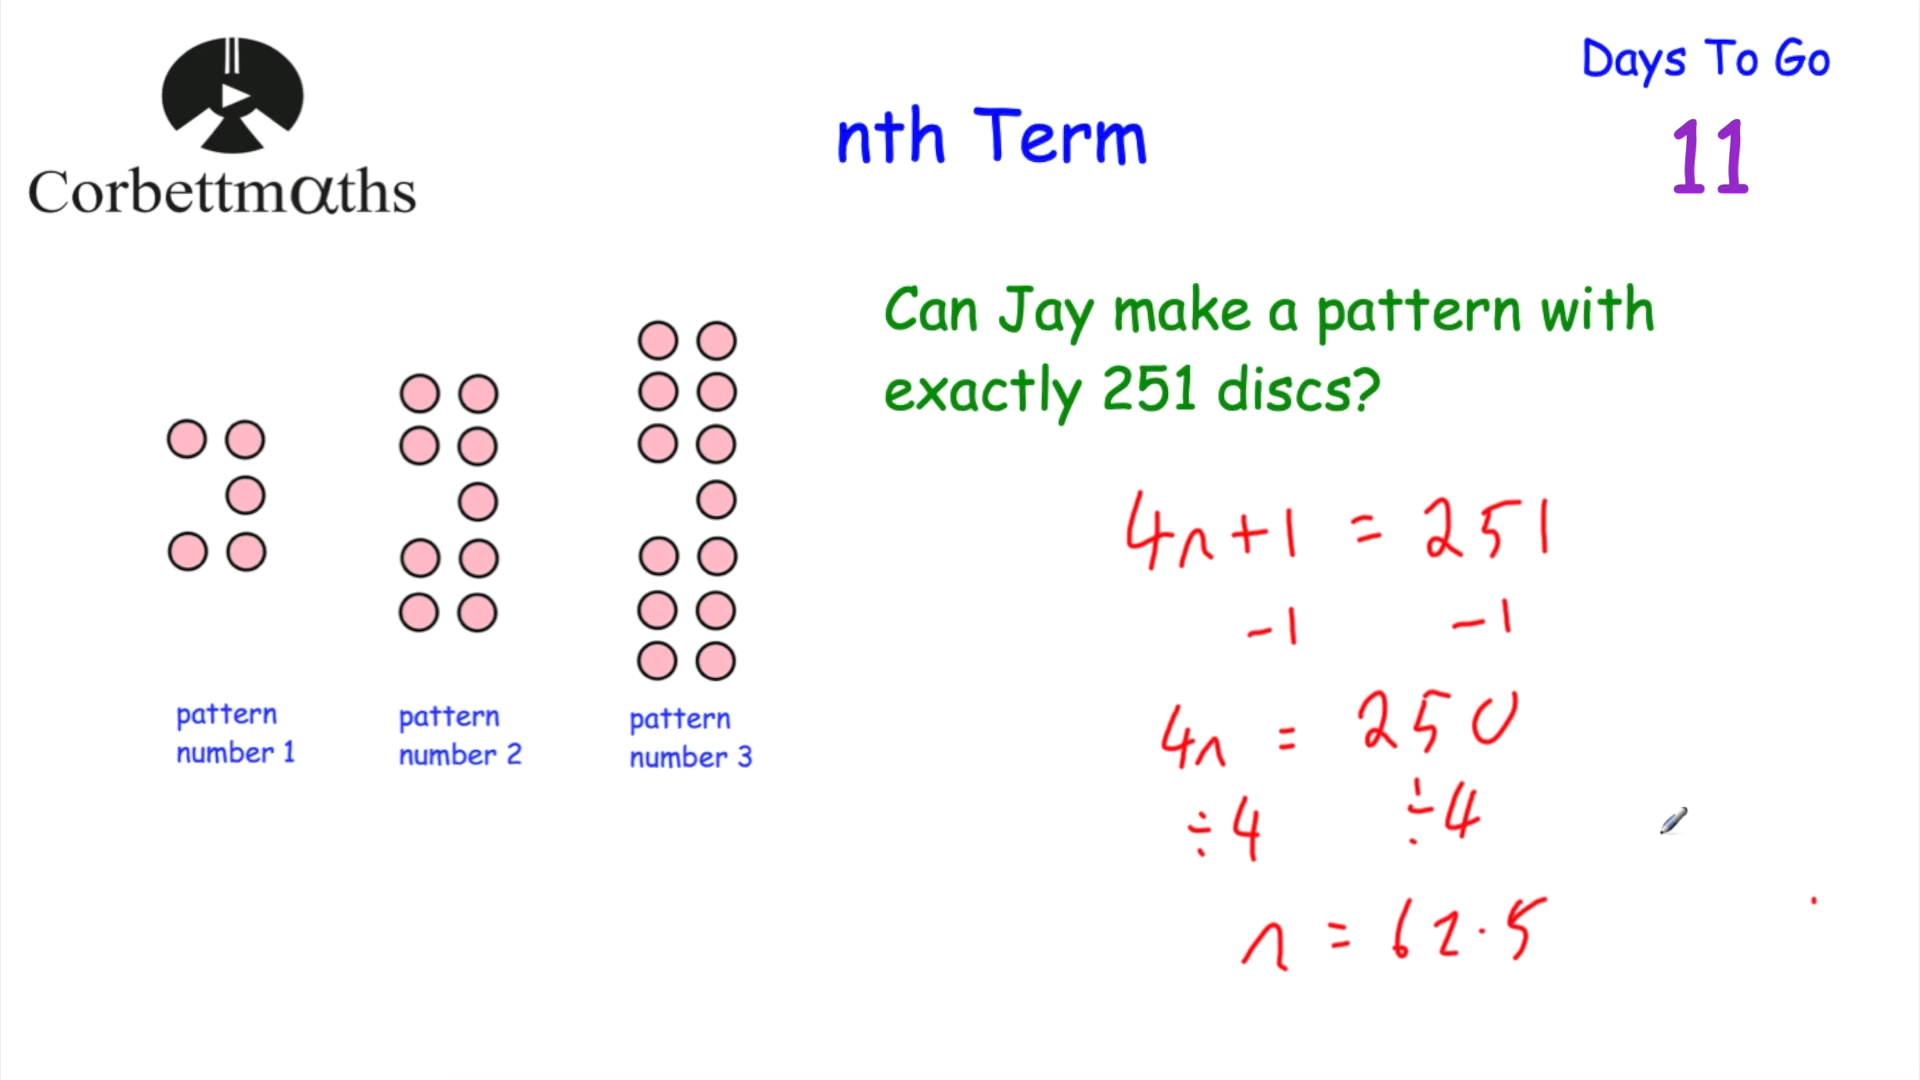 Corbettmαths
nth Term
Days To Go
11
Can Jay make a pattern with
exactly 251 discs?
pattern
number 1
pattern
number 2
pattern
number 3
4n+1 = 251
-1 -1
4n = 250
÷4 ÷4
n = 62.5